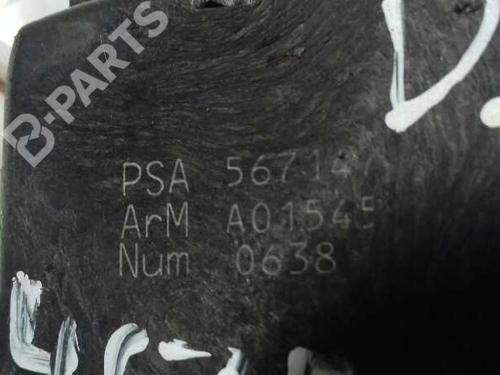 B-PARTS
D.
PSA 56714
ArM A01545
Num 0638